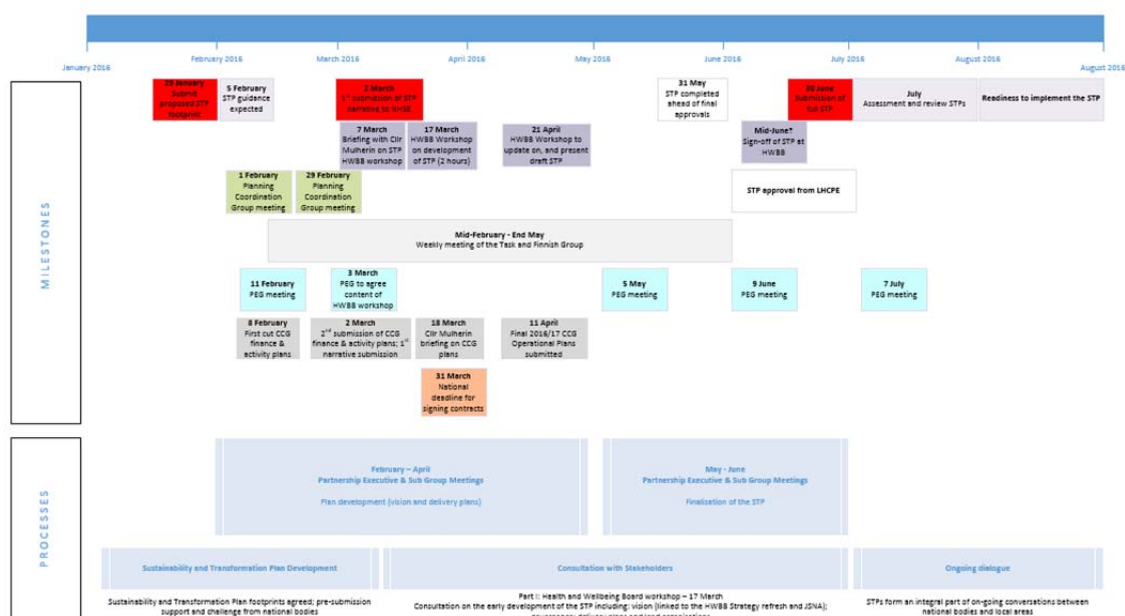 January 2016
February 2016
March 2016
April 2016
May 2016
June 2016
July 2016
August 2016
August 2016
MILESTONES
29 January
Submit
proposed STP
footprint
5 February
STP guidance
expected
2 March
1st submission of STP
narrative to NHSE
31 May
STP completed
ahead of final
approvals
30 June
Submission of
full STP
July
Assessment and review STPs
Readiness to implement the STP
7 March
Briefing with Cllr
Mulherin on STP
HWBB workshop
17 March
HWBB Workshop
on development
of STP (2 hours)
21 April
HWBB Workshop to
update on, and present
draft STP
Mid-June?
Sign-off of STP at
HWBB
1 February
Planning
Coordination
Group meeting
29 February
Planning
Coordination
Group meeting
STP approval from LHCPE
Mid-February - End May
Weekly meeting of the Task and Finnish Group
11 February
PEG meeting
3 March
PEG to agree
content of
HWBB workshop
5 May
PEG meeting
9 June
PEG meeting
7 July
PEG meeting
8 February
First cut CCG
finance &
activity plans
2 March
2nd submission of CCG
finance & activity plans; 1st
narrative submission
18 March
Cllr Mulherin
briefing on CCG
plans
11 April
Final 2016/17 CCG
Operational Plans
submitted
31 March
National
deadline for
signing contracts
PROCESSES
February – April
Partnership Executive & Sub Group Meetings
Plan development (vision and delivery plans)
May - June
Partnership Executive & Sub Group Meetings
Finalisation of the STP
Sustainability and Transformation Plan Development
Consultation with Stakeholders
Ongoing dialogue
Sustainability and Transformation Plan footprints agreed; pre-submission
support and challenge from national bodies
Part I: Health and Wellbeing Board workshop – 17 March
Consultation on the early development of the STP including: vision (linked to the HWBB Strategy refresh and JSNA);
STPs form an integral part of on-going conversations between
national bodies and local areas